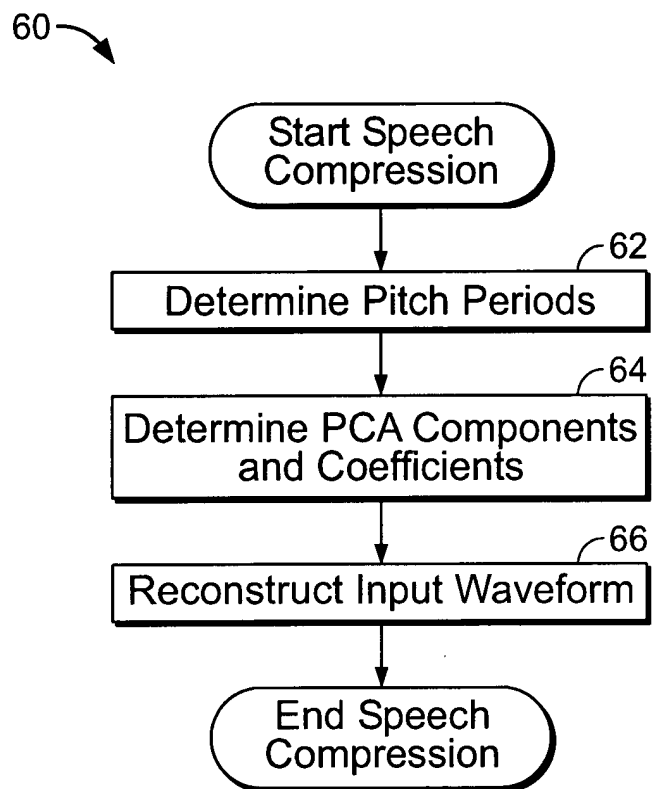 60
Start Speech
Compression
62
Determine Pitch Periods
64
Determine PCA Components
and Coefficients
66
Reconstruct Input Waveform
End Speech
Compression